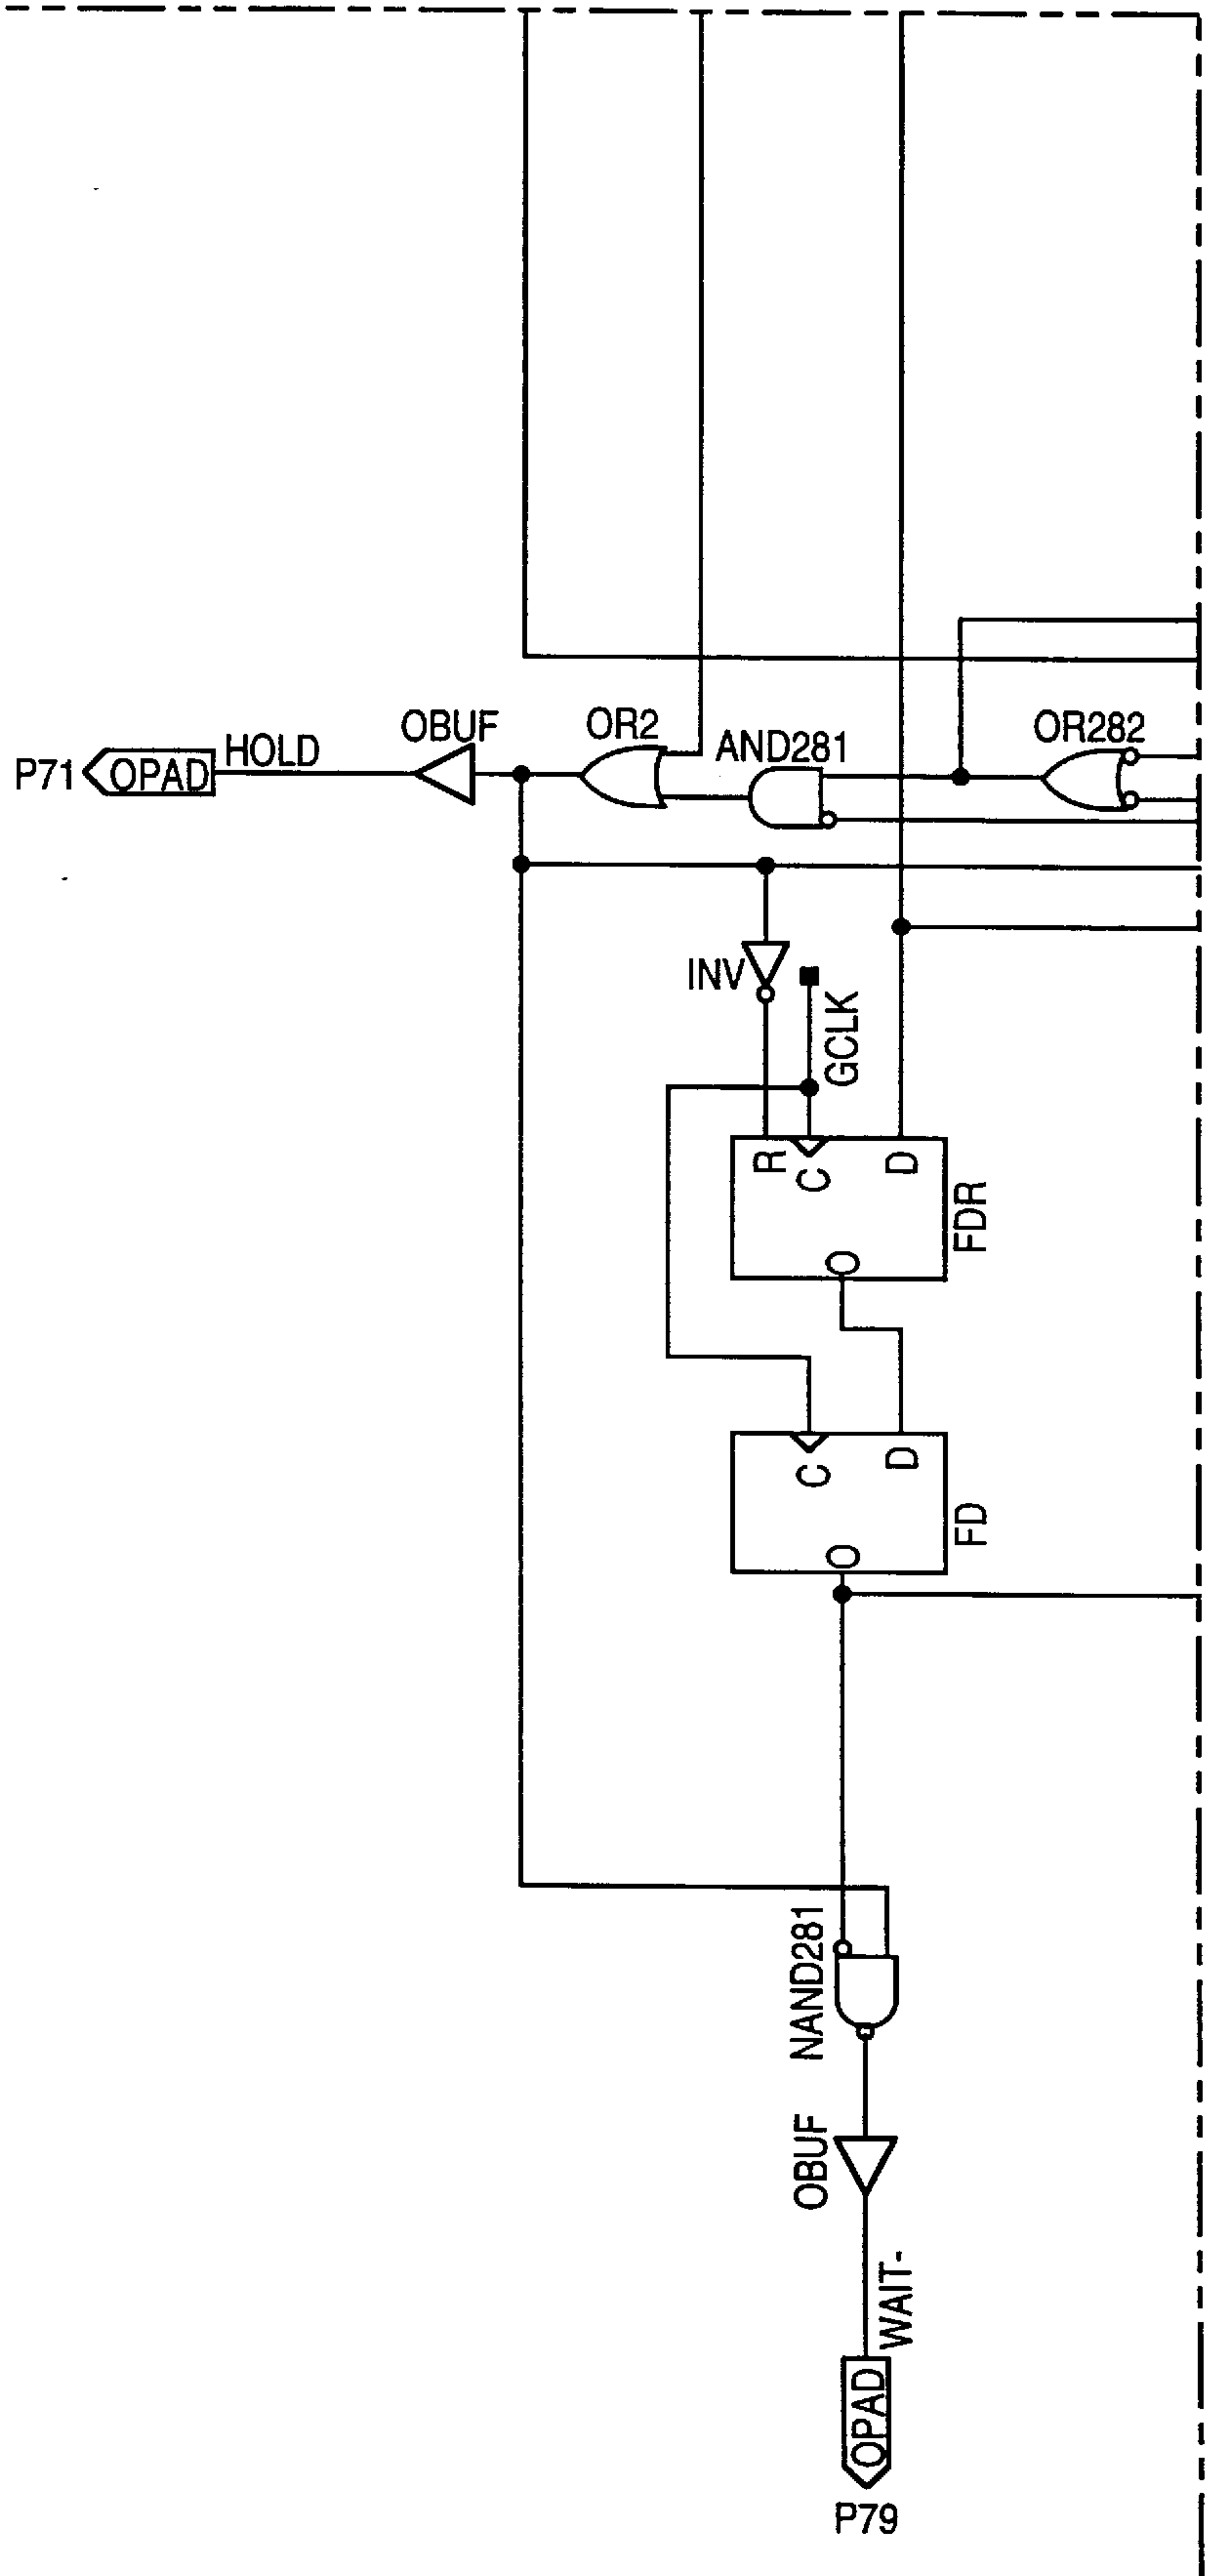 OBUF
OR2
OR282
HOLD
AND281
P71
OPAD
INV
GCLK
R
C
D
FDR
O
C
D
FD
O
NAND281
OBUF
WAIT-
OPAD
P79